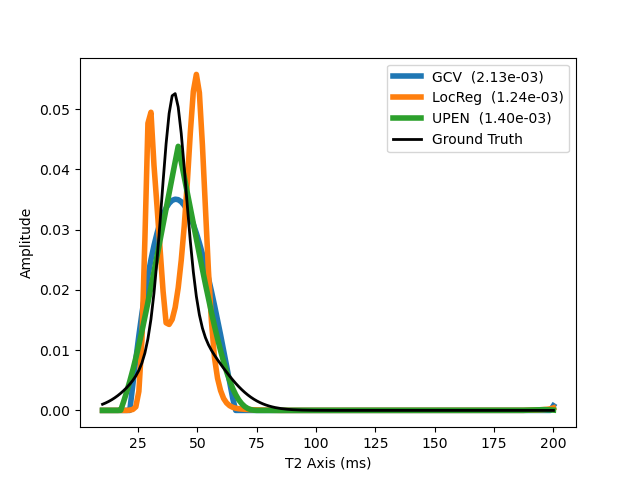 GCV (2.13e-03)
LocReg (1.24e-03)
UPEN (1.40e-03)
Ground Truth
0.05
0.04
0.03
0.02
0.01
0.00
Amplitude
25 50 75 100 125 150 175 200
T2 Axis (ms)